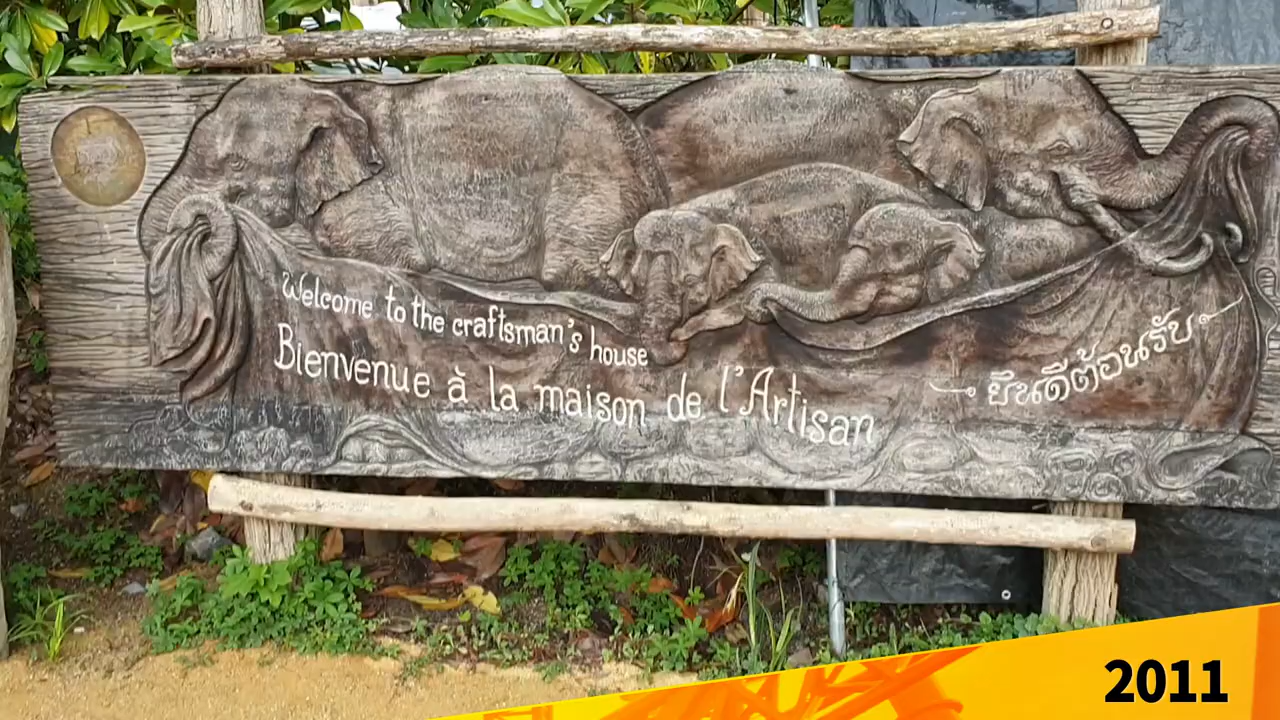 Welcome to the craftsman's house
Bienvenue à la maison de l'Artisan
ยินดีต้อนรับ
2011